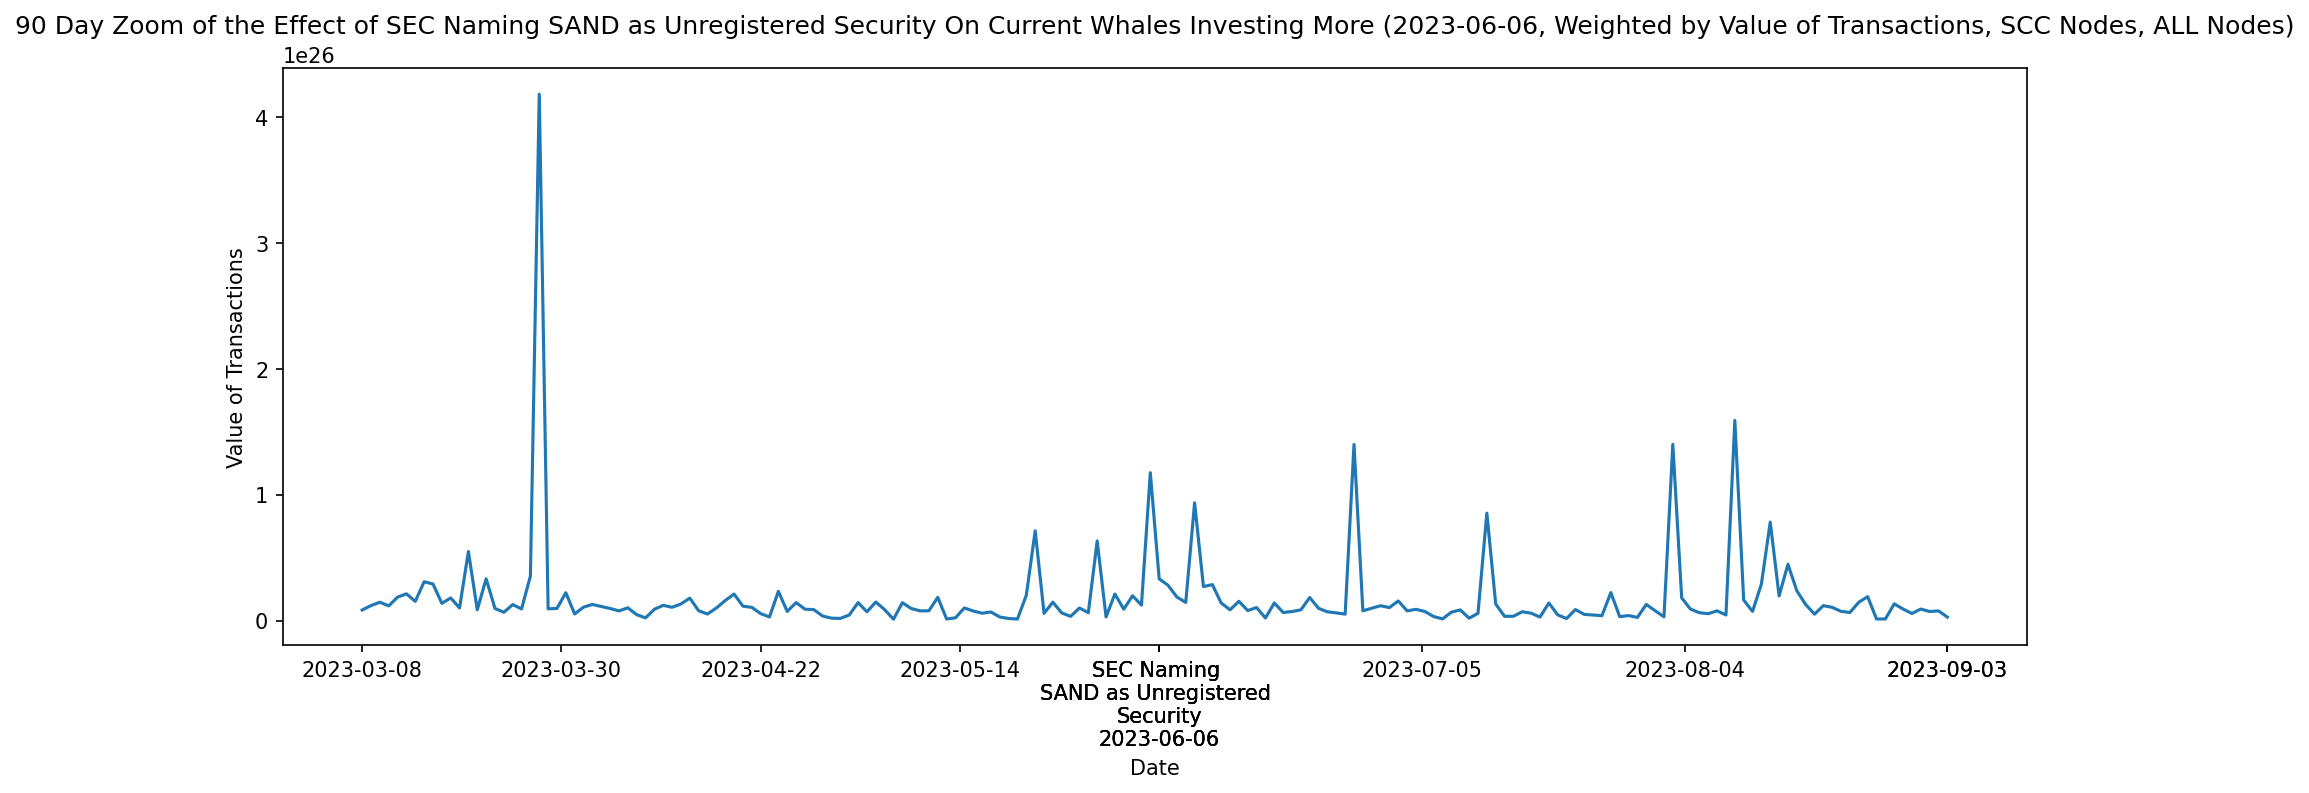 90 Day Zoom of the Effect of SEC Naming SAND as Unregistered Security On Current Whales Investing More (2023-06-06, Weighted by Value of Transactions, SCC Nodes, ALL Nodes)
1e26
4
3
2
1
0
Value of Transactions
2023-03-08 2023-03-30 2023-04-22 2023-05-14 SEC Naming 2023-07-05 2023-08-04 2023-09-03
SAND as Unregistered
Security
2023-06-06
Date